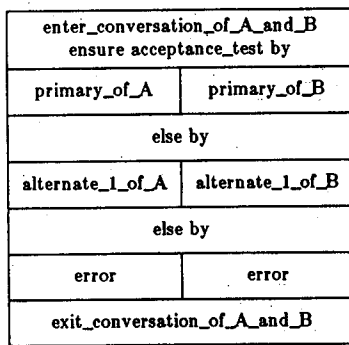 enter_conversation_of_A_and_B
ensure acceptance_test by
primary_of_A primary_of_B
else by
alternate_1_of_A alternate_1_of_B
else by
error error
exit_conversation_of_A_and_B